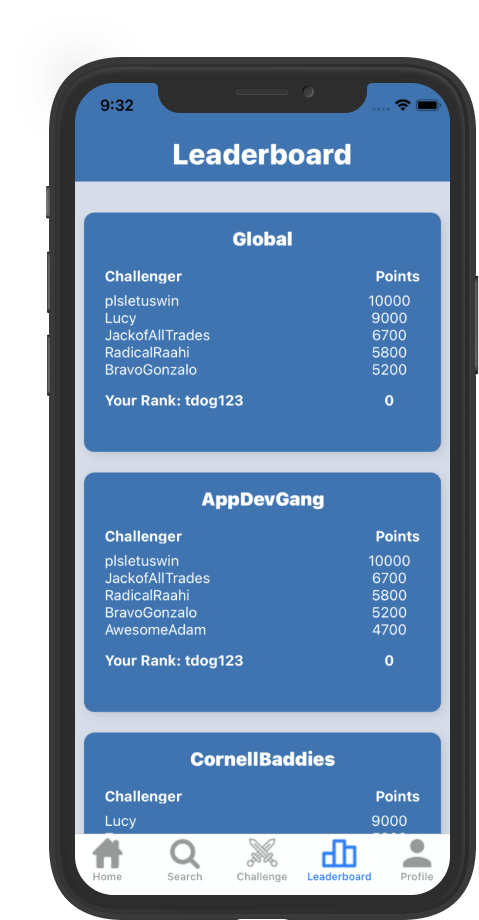 9:32
Leaderboard
Global
Challenger Points
plsletuswin 10000
Lucy 9000
JackofAllTrades 6700
RadicalRaahi 5800
BravoGonzalo 5200
Your Rank: tdog123 0
AppDevGang
Challenger Points
plsletuswin 10000
JackofAllTrades 6700
RadicalRaahi 5800
BravoGonzalo 5200
AwesomeAdam 4700
Your Rank: tdog123 0
CornellBaddies
Challenger Points
Lucy 9000
Home Search Challenge Leaderboard Profile